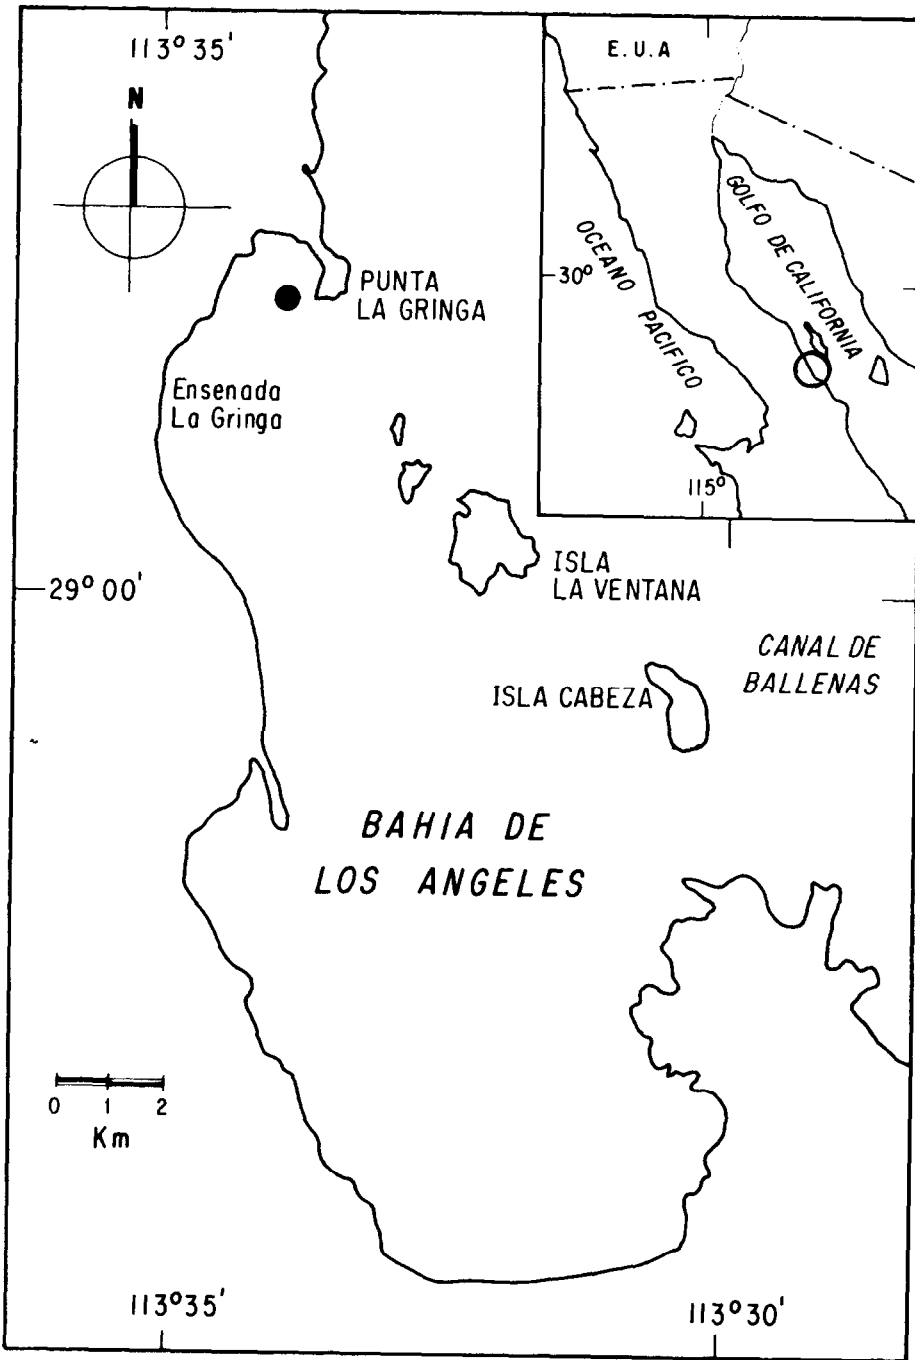 113° 35'
N
E.U.A
GOLFO DE CALIFORNIA
OCEANO PACIFICO
30°
115°
PUNTA
LA GRINGA
Ensenada
La Gringa
ISLA
LA VENTANA
29° 00'
CANAL DE
BALLENAS
ISLA CABEZA
BAHIA DE
LOS ANGELES
0 1 2
Km
113° 35'
113° 30'